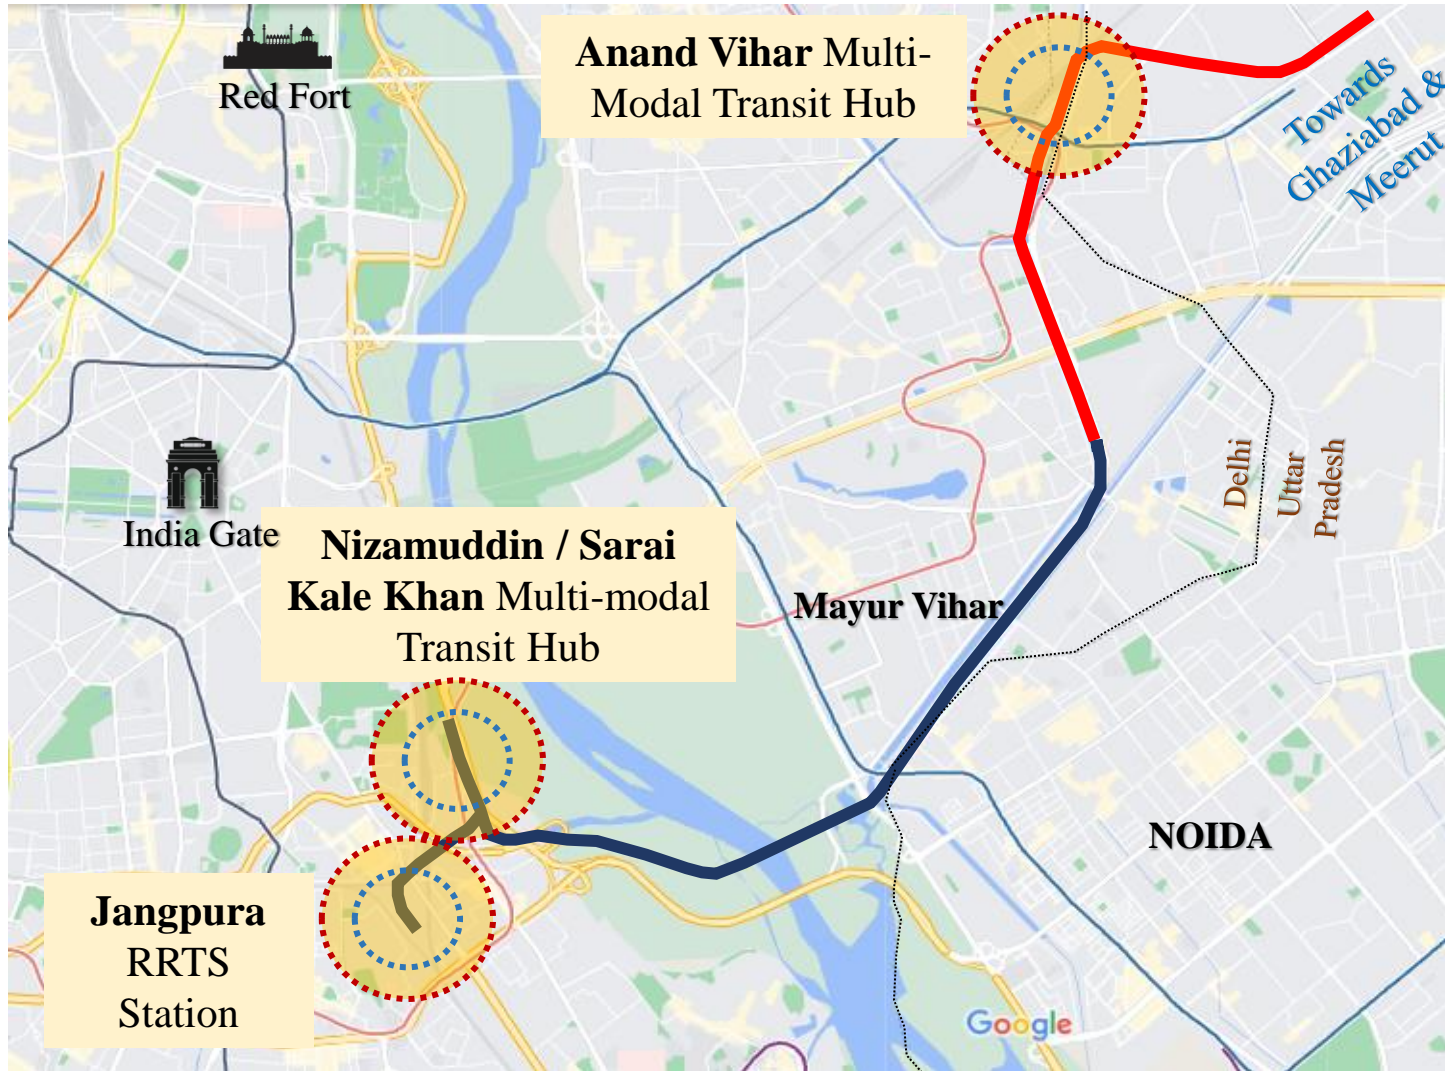 Red Fort
Anand Vihar Multi-
Modal Transit Hub
Towards
Ghaziabad &
Meerut
India Gate
Delhi
Uttar
Pradesh
Nizamuddin / Sarai
Kale Khan Multi-modal
Transit Hub
Mayur Vihar
NOIDA
Jangpura
RRTS
Station
Google